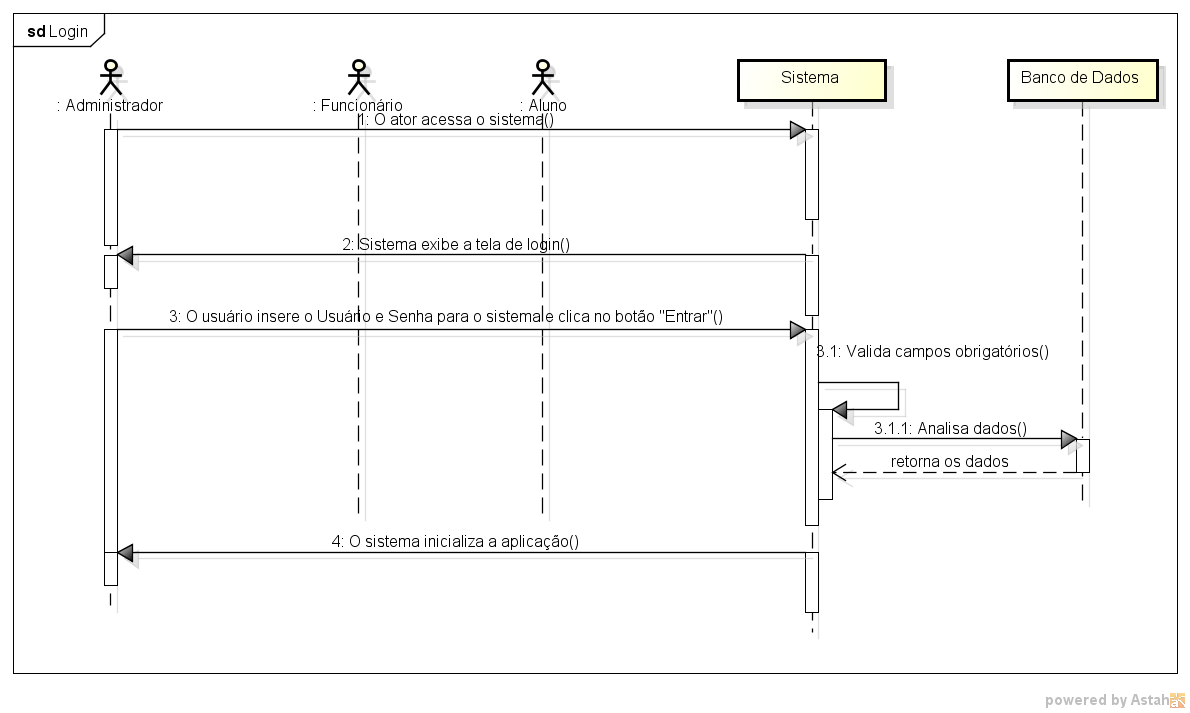 sd Login
: Administrador
: Funcionário
: Aluno
Sistema
Banco de Dados
1: O ator acessa o sistema()
2: Sistema exibe a tela de login()
3: O usuário insere o Usuário e Senha para o sistema e clica no botão "Entrar"()
3.1: Valida campos obrigatórios()
3.1.1: Analisa dados()
retorna os dados
4: O sistema inicializa a aplicação()
powered by Astah